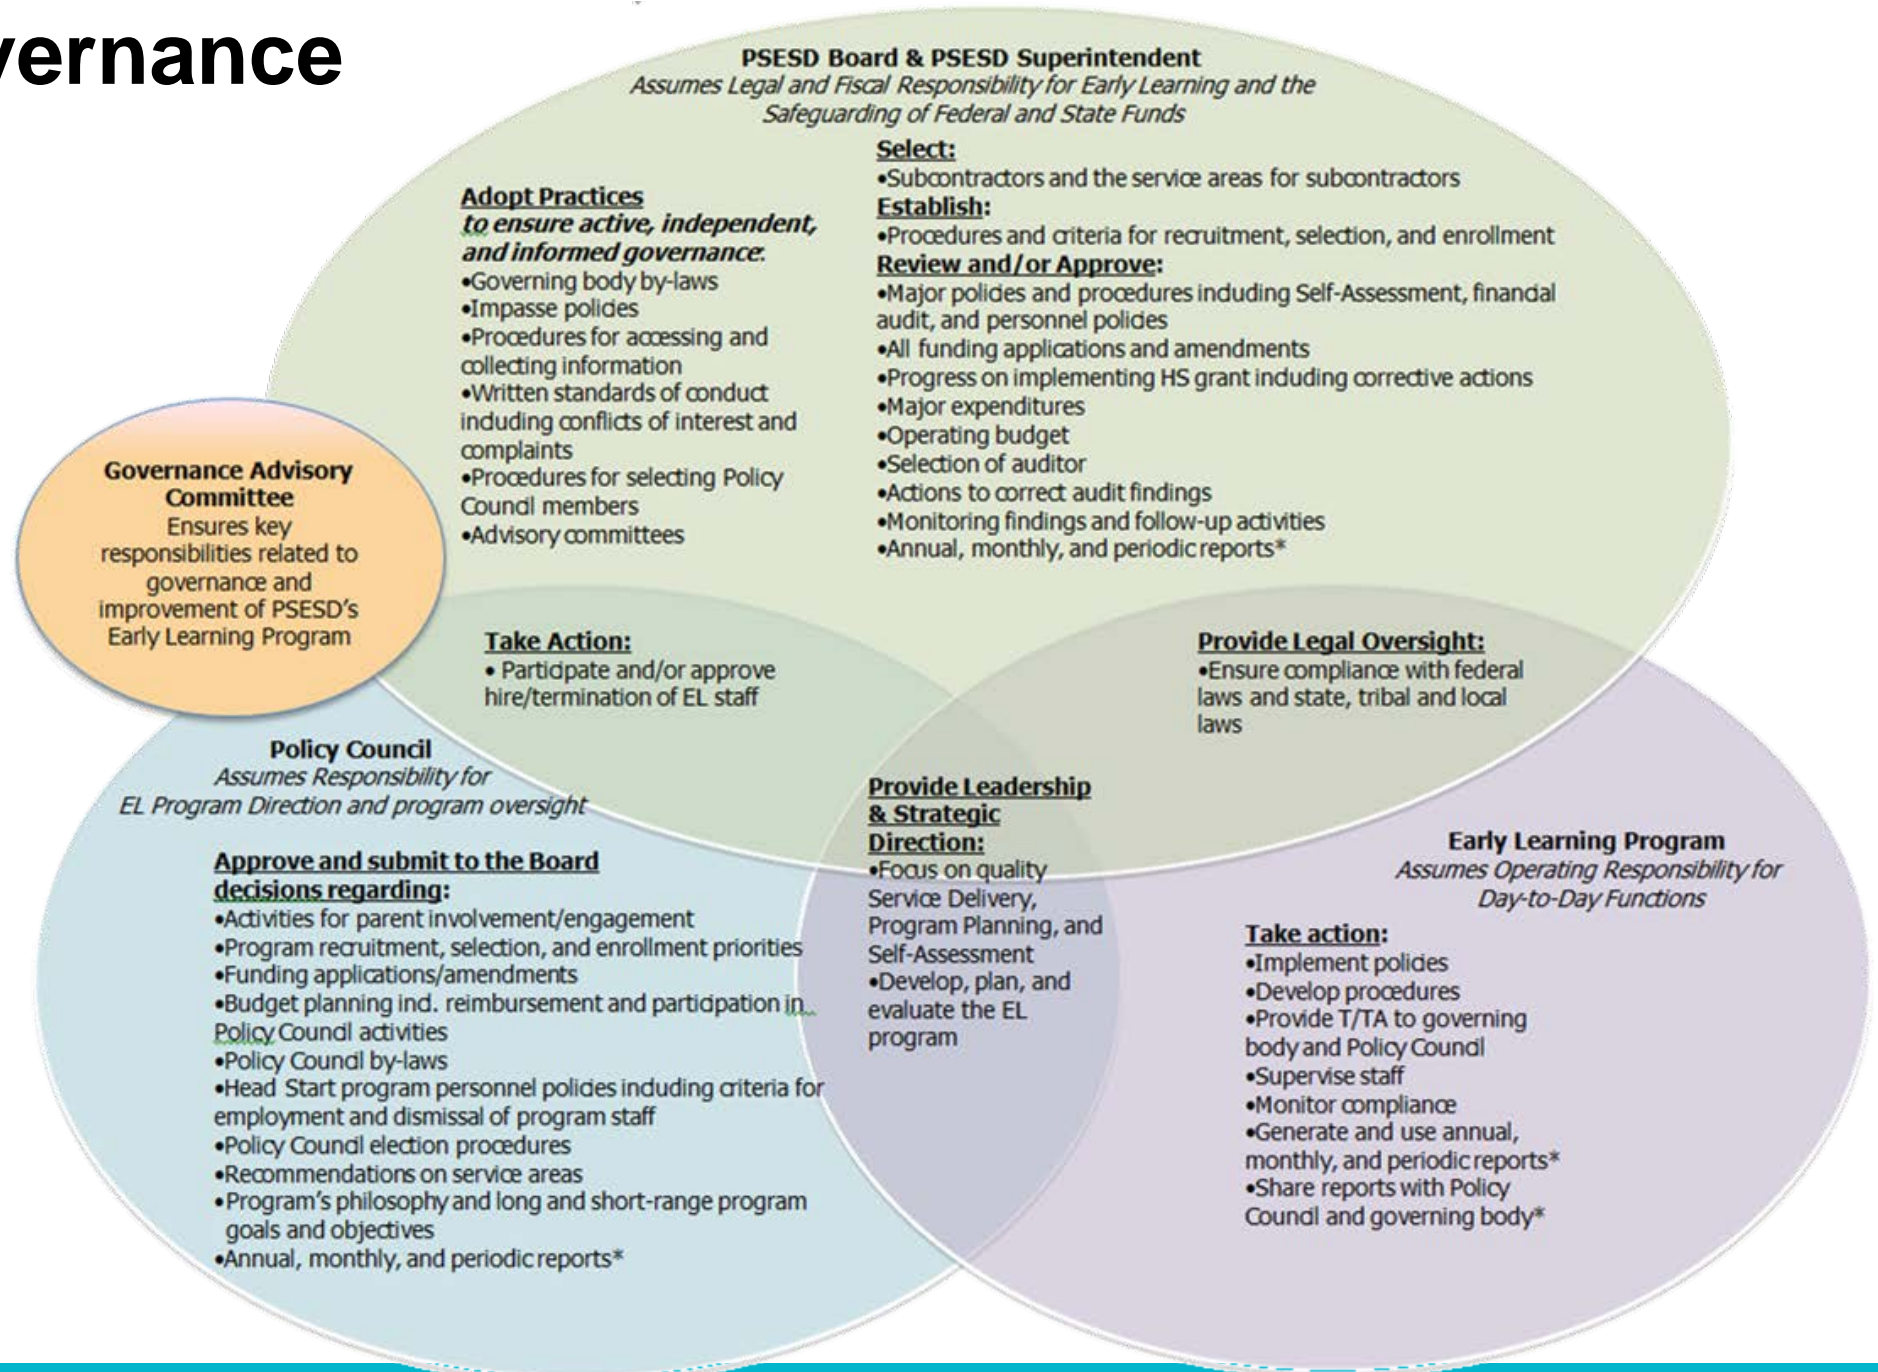 vernance
PSESD Board & PSESD Superintendent
Assumes Legal and Fiscal Responsibility for Early Learning and the
Safeguarding of Federal and State Funds
Adopt Practices
to ensure active, independent,
and informed governance:
•Governing body by-laws
•Impasse policies
•Procedures for accessing and
collecting information
•Written standards of conduct
including conflicts of interest and
complaints
•Procedures for selecting Policy
Council members
•Advisory committees
Select:
•Subcontractors and the service areas for subcontractors
Establish:
•Procedures and criteria for recruitment, selection, and enrollment
Review and/or Approve:
•Major policies and procedures including Self-Assessment, financial
audit, and personnel policies
•All funding applications and amendments
•Progress on implementing HS grant including corrective actions
•Major expenditures
•Operating budget
•Selection of auditor
•Actions to correct audit findings
•Monitoring findings and follow-up activities
•Annual, monthly, and periodic reports*
Governance Advisory
Committee
Ensures key
responsibilities related to
governance and
improvement of PSESD's
Early Learning Program
Take Action:
• Participate and/or approve
hire/termination of EL staff
Provide Legal Oversight:
•Ensure compliance with federal
laws and state, tribal and local
laws
Policy Council
Assumes Responsibility for
EL Program Direction and program oversight
Approve and submit to the Board
decisions regarding:
•Activities for parent involvement/engagement
•Program recruitment, selection, and enrollment priorities
•Funding applications/amendments
•Budget planning incl. reimbursement and participation in
Policy Council activities
•Policy Council by-laws
•Head Start program personnel policies including criteria for
employment and dismissal of program staff
•Policy Council election procedures
•Recommendations on service areas
•Program's philosophy and long and short-range program
goals and objectives
•Annual, monthly, and periodic reports*
Provide Leadership
& Strategic
Direction:
•Focus on quality
Service Delivery,
Program Planning, and
Self-Assessment
•Develop, plan, and
evaluate the EL
program
Early Learning Program
Assumes Operating Responsibility for
Day-to-Day Functions
Take action:
•Implement policies
•Develop procedures
•Provide T/TA to governing
body and Policy Council
•Supervise staff
•Monitor compliance
•Generate and use annual,
monthly, and periodic reports*
•Share reports with Policy
Council and governing body*